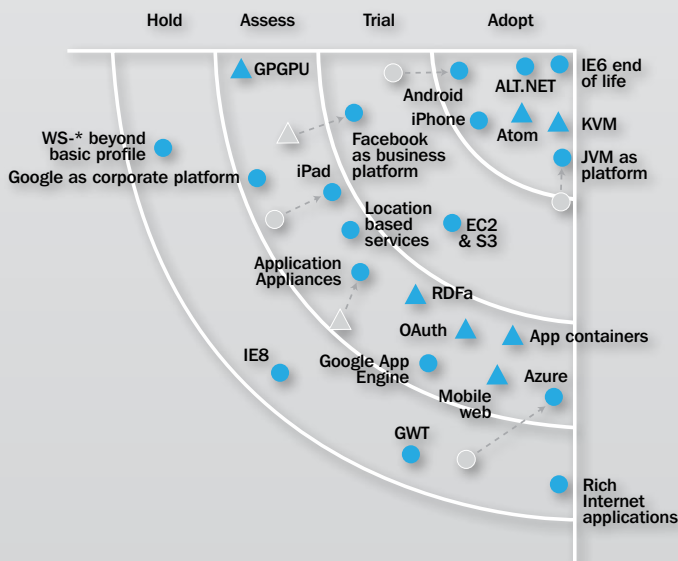 Hold
Assess
Trial
Adopt
GPGPU
Android
ALT.NET
IE6 end
of life
iPhone
Atom
KVM
WS-* beyond
basic profile
Facebook
as business
platform
JVM as
platform
Google as corporate platform
iPad
Location
based
services
EC2
& S3
Application
Appliances
RDFa
OAuth
App containers
IE8
Google App
Engine
Mobile
web
Azure
GWT
Rich
Internet
applications